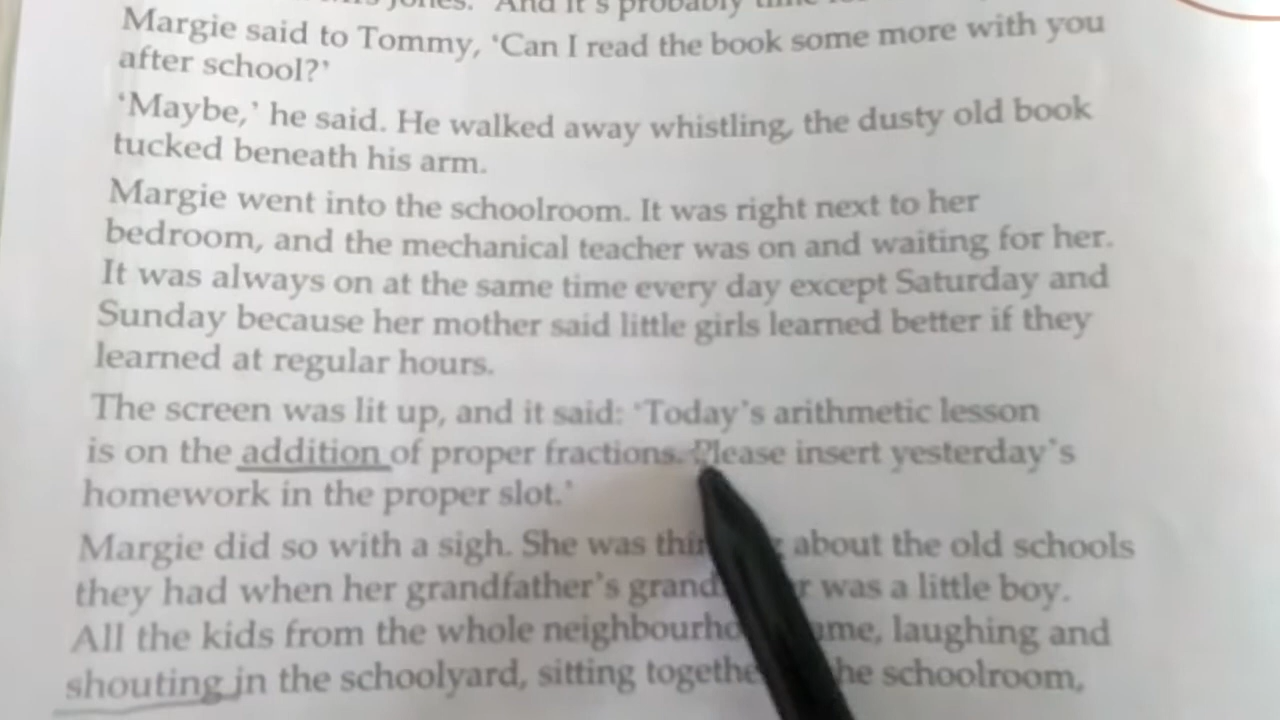 Jones. 'And it's probably time
Margie said to Tommy, 'Can I read the book some more with you
after school?'
'Maybe,' he said. He walked away whistling, the dusty old book
tucked beneath his arm.
Margie went into the schoolroom. It was right next to her
bedroom, and the mechanical teacher was on and waiting for her.
It was always on at the same time every day except Saturday and
Sunday because her mother said little girls learned better if they
learned at regular hours.
The screen was lit up, and it said: 'Today's arithmetic lesson
is on the addition of proper fractions. Please insert yesterday's
homework in the proper slot.'
Margie did so with a sigh. She was about the old schools
they had when her grandfather's was a little boy.
All the kids from the whole laughing and
shouting in the schoolyard, sitting schoolroom,